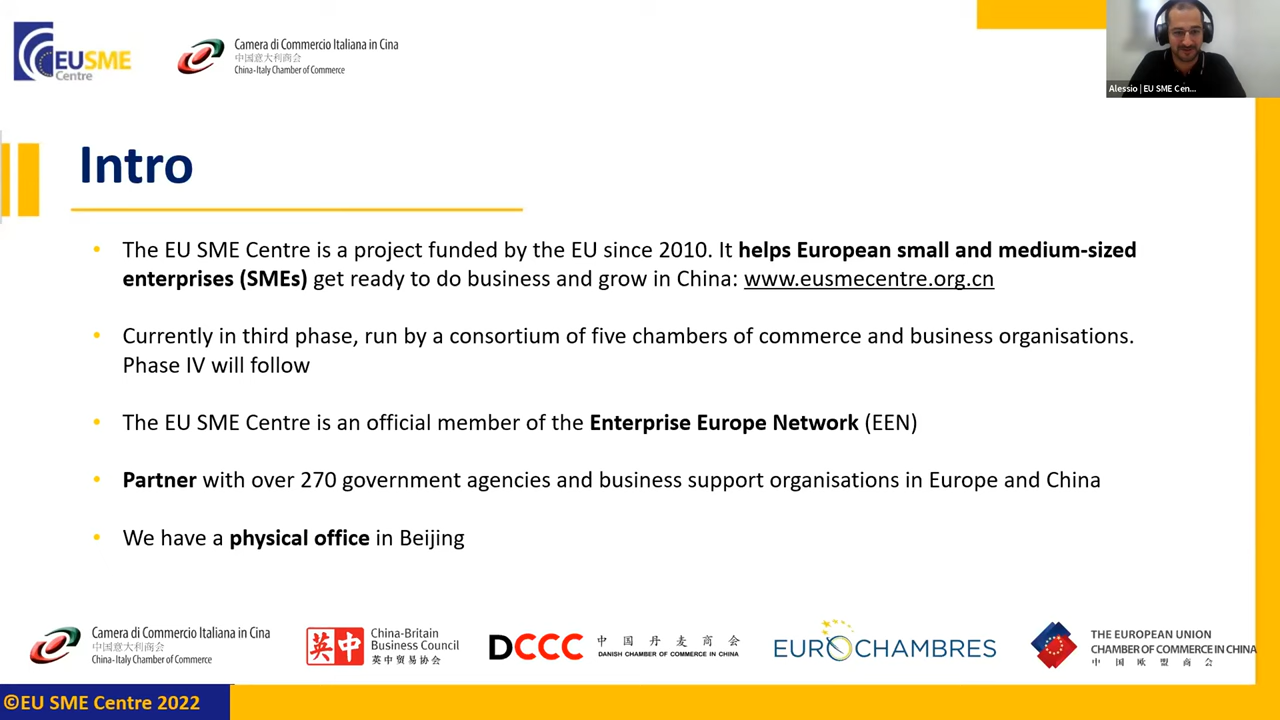 EUSME
Centre
Camera di Commercio Italiana in Cina
中国意大利商会
China-Italy Chamber of Commerce
Alessio | EU SME Cen...
Intro
• The EU SME Centre is a project funded by the EU since 2010. It helps European small and medium-sized
enterprises (SMEs) get ready to do business and grow in China: www.eusmecentre.org.cn
• Currently in third phase, run by a consortium of five chambers of commerce and business organisations.
Phase IV will follow
• The EU SME Centre is an official member of the Enterprise Europe Network (EEN)
• Partner with over 270 government agencies and business support organisations in Europe and China
• We have a physical office in Beijing
Camera di Commercio Italiana in Cina
中国意大利商会
China-Italy Chamber of Commerce
英中
China-Britain
Business Council
英中贸易协会
DCCC
中国丹麦商会
DANISH CHAMBER OF COMMERCE IN CHINA
EUROCHAMBRES
THE EUROPEAN UNION
CHAMBER OF COMMERCE IN CHINA
中国欧盟商会
©EU SME Centre 2022